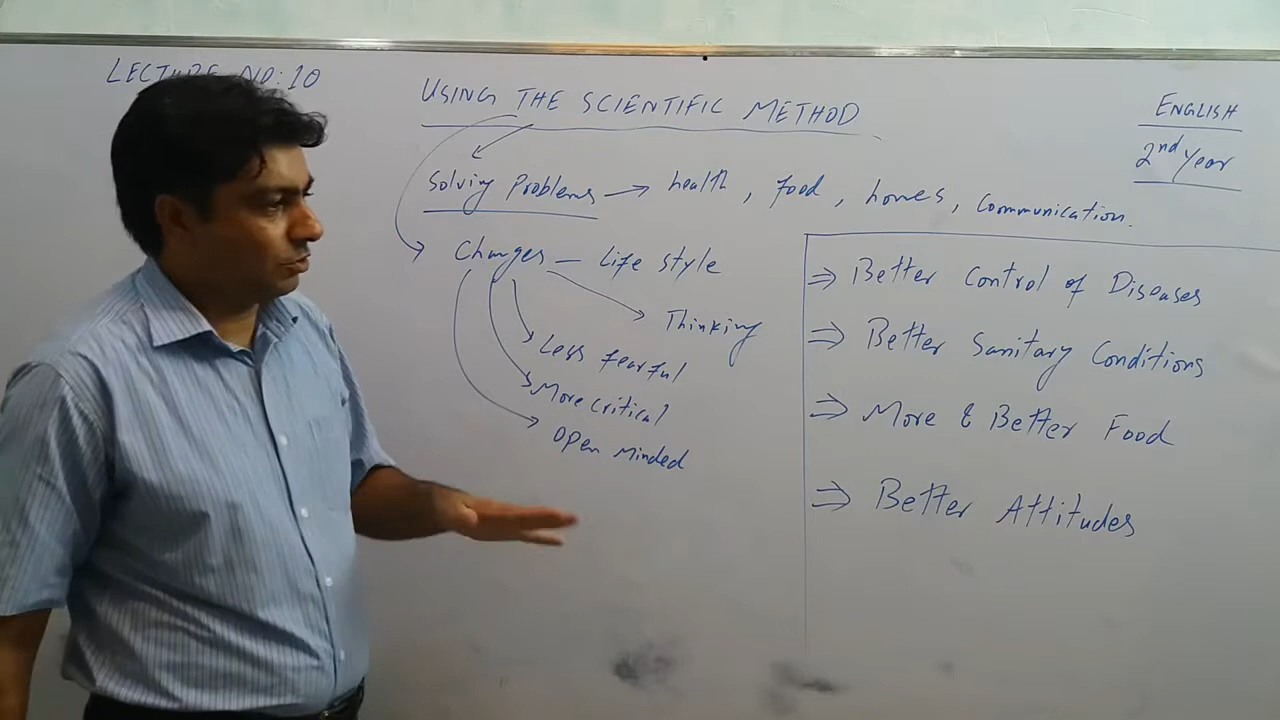 LECTURE NO:10
USING THE SCIENTIFIC METHOD
ENGLISH
2nd Year
Solving Problems → health, food, homes, Communication.
Changes — Life style
Thinking
Less fearful
More critical
Open Minded
⇒ Better Control of Diseases
⇒ Better Sanitary Conditions
⇒ More & Better Food
⇒ Better Attitudes